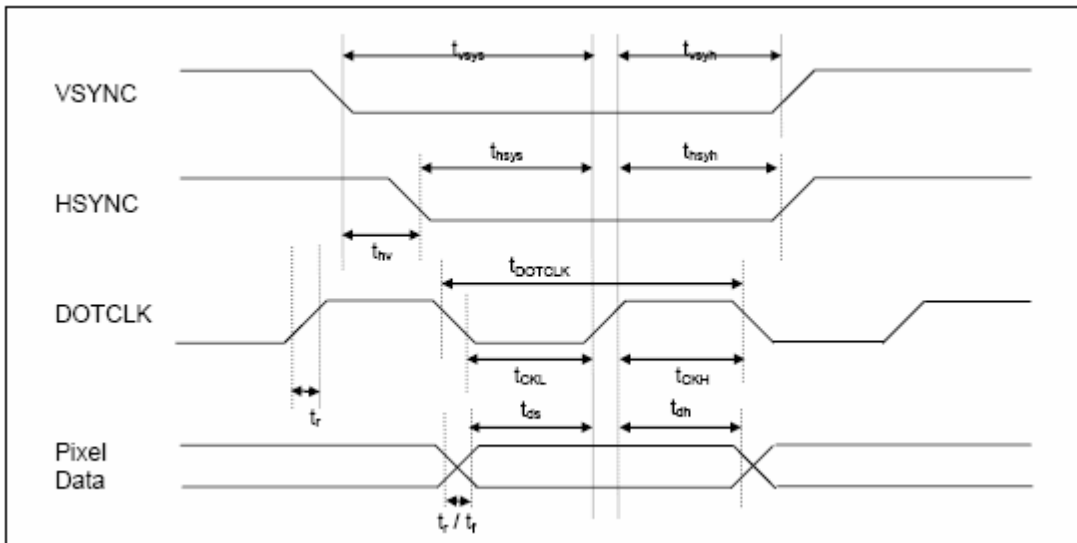 t_vsys t_vsyh
VSYNC
t_hsys t_hsyh
HSYNC
t_hv
t_DOTCLK
DOTCLK
t_CKL t_CKH
t_r
t_ds t_dh
Pixel
Data
t_r / t_f